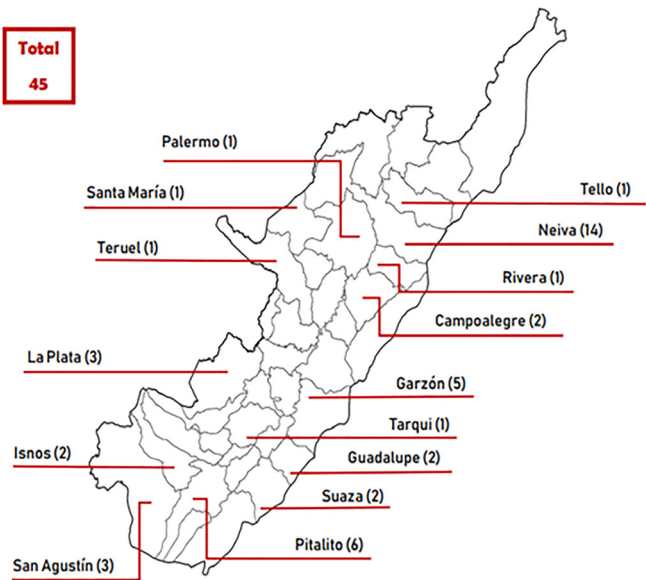 Total
45
Palermo (1)
Santa María (1)
Tello (1)
Neiva (14)
Teruel (1)
Rivera (1)
Campoalegre (2)
La Plata (3)
Garzón (5)
Tarqui (1)
Isnos (2)
Guadalupe (2)
Suaza (2)
Pitalito (6)
San Agustín (3)